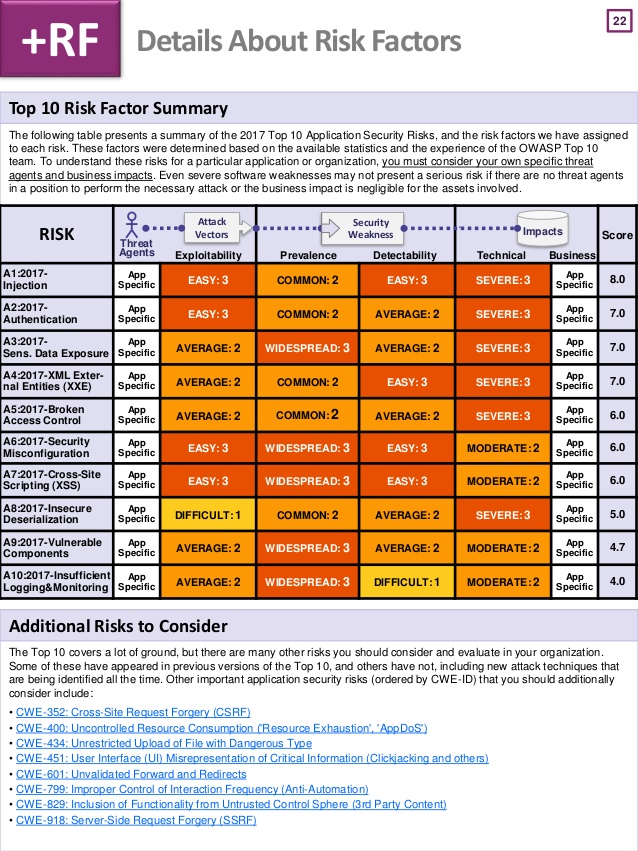 +RF
Details About Risk Factors
22
Top 10 Risk Factor Summary
The following table presents a summary of the 2017 Top 10 Application Security Risks, and the risk factors we have assigned
to each risk. These factors were determined based on the available statistics and the experience of the OWASP Top 10
team. To understand these risks for a particular application or organization, you must consider your own specific threat
agents and business impacts. Even severe software weaknesses may not present a serious risk if there are no threat agents
in a position to perform the necessary attack or the business impact is negligible for the assets involved.
RISK
Threat
Agents
Attack
Vectors
Exploitability
Security
Weakness
Prevalence
Detectability
Impacts
Technical
Business
Score
A1:2017-
Injection
App
Specific
EASY: 3
COMMON: 2
EASY: 3
SEVERE: 3
App
Specific
8.0
A2:2017-
Authentication
App
Specific
EASY: 3
COMMON: 2
AVERAGE: 2
SEVERE: 3
App
Specific
7.0
A3:2017-
Sens. Data Exposure
App
Specific
AVERAGE: 2
WIDESPREAD: 3
AVERAGE: 2
SEVERE: 3
App
Specific
7.0
A4:2017-XML Exter-
nal Entities (XXE)
App
Specific
AVERAGE: 2
COMMON: 2
EASY: 3
SEVERE: 3
App
Specific
7.0
A5:2017-Broken
Access Control
App
Specific
AVERAGE: 2
COMMON: 2
AVERAGE: 2
SEVERE: 3
App
Specific
6.0
A6:2017-Security
Misconfiguration
App
Specific
EASY: 3
WIDESPREAD: 3
EASY: 3
MODERATE: 2
App
Specific
6.0
A7:2017-Cross-Site
Scripting (XSS)
App
Specific
EASY: 3
WIDESPREAD: 3
EASY: 3
MODERATE: 2
App
Specific
6.0
A8:2017-Insecure
Deserialization
App
Specific
DIFFICULT: 1
COMMON: 2
AVERAGE: 2
SEVERE: 3
App
Specific
5.0
A9:2017-Vulnerable
Components
App
Specific
AVERAGE: 2
WIDESPREAD: 3
AVERAGE: 2
MODERATE: 2
App
Specific
4.7
A10:2017-Insufficient
Logging&Monitoring
App
Specific
AVERAGE: 2
WIDESPREAD: 3
DIFFICULT: 1
MODERATE: 2
App
Specific
4.0
Additional Risks to Consider
The Top 10 covers a lot of ground, but there are many other risks you should consider and evaluate in your organization.
Some of these have appeared in previous versions of the Top 10, and others have not, including new attack techniques that
are being identified all the time. Other important application security risks (ordered by CWE-ID) that you should additionally
consider include:
• CWE-352: Cross-Site Request Forgery (CSRF)
• CWE-400: Uncontrolled Resource Consumption ('Resource Exhaustion', 'AppDoS')
• CWE-434: Unrestricted Upload of File with Dangerous Type
• CWE-451: User Interface (UI) Misrepresentation of Critical Information (Clickjacking and others)
• CWE-601: Unvalidated Forward and Redirects
• CWE-799: Improper Control of Interaction Frequency (Anti-Automation)
• CWE-829: Inclusion of Functionality from Untrusted Control Sphere (3rd Party Content)
• CWE-918: Server-Side Request Forgery (SSRF)